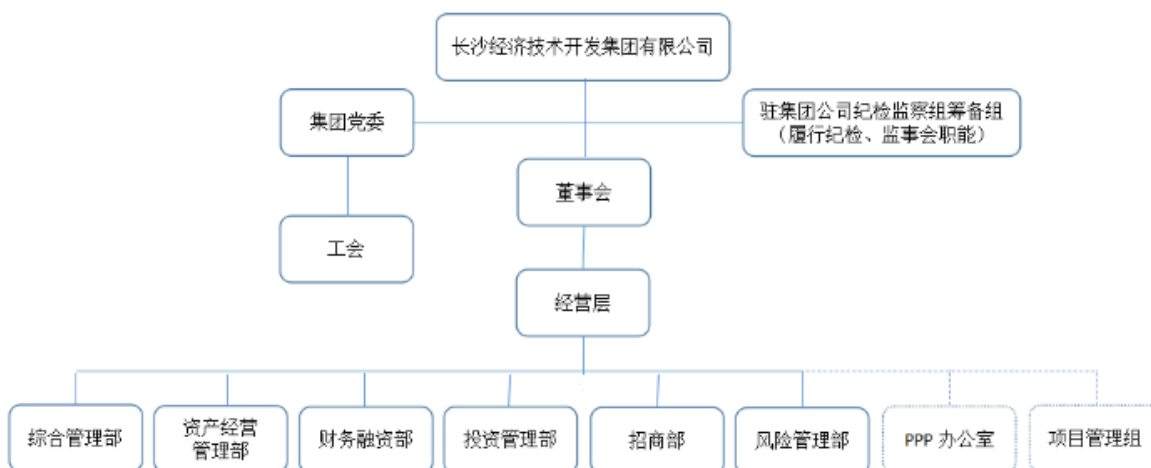 长沙经济技术开发集团有限公司
集团党委
驻集团公司纪检监察组筹备组
（履行纪检、监事会职能）
董事会
工会
经营层
综合管理部
资产经营
管理部
财务融资部
投资管理部
招商部
风险管理部
PPP 办公室
项目管理组